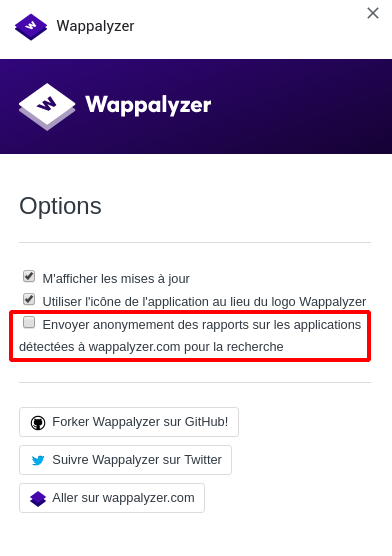 Wappalyzer
Wappalyzer
Options
M'afficher les mises à jour
Utiliser l'icône de l'application au lieu du logo Wappalyzer
Envoyer anonymement des rapports sur les applications
détectées à wappalyzer.com pour la recherche
Forker Wappalyzer sur GitHub!
Suivre Wappalyzer sur Twitter
Aller sur wappalyzer.com